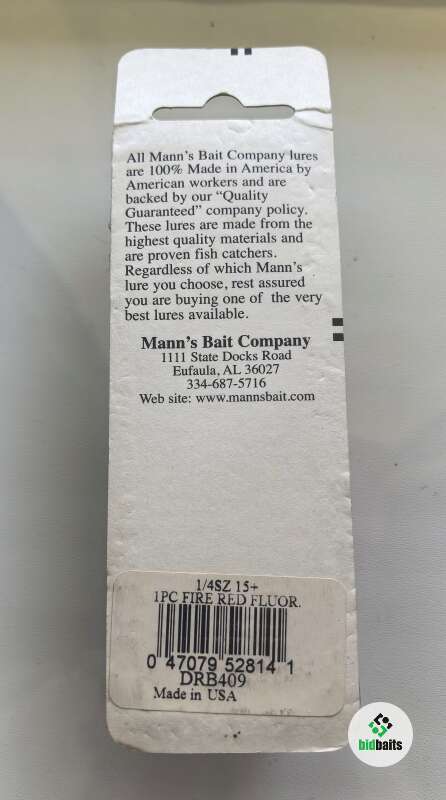 All Mann's Bait Company lures
are 100% Made in America by
American workers and are
backed by our “Quality
Guaranteed” company policy.
These lures are made from the
highest quality materials and
are proven fish catchers.
Regardless of which Mann's
lure you choose, rest assured
you are buying one of the very
best lures available.
Mann's Bait Company
1111 State Docks Road
Eufaula, AL 36027
334-687-5716
Web site: www.mannsbait.com
1/4SZ 15+
1PC FIRE RED FLUOR.
0 47079 52814 1
DRB409
Made in USA
bidbaits